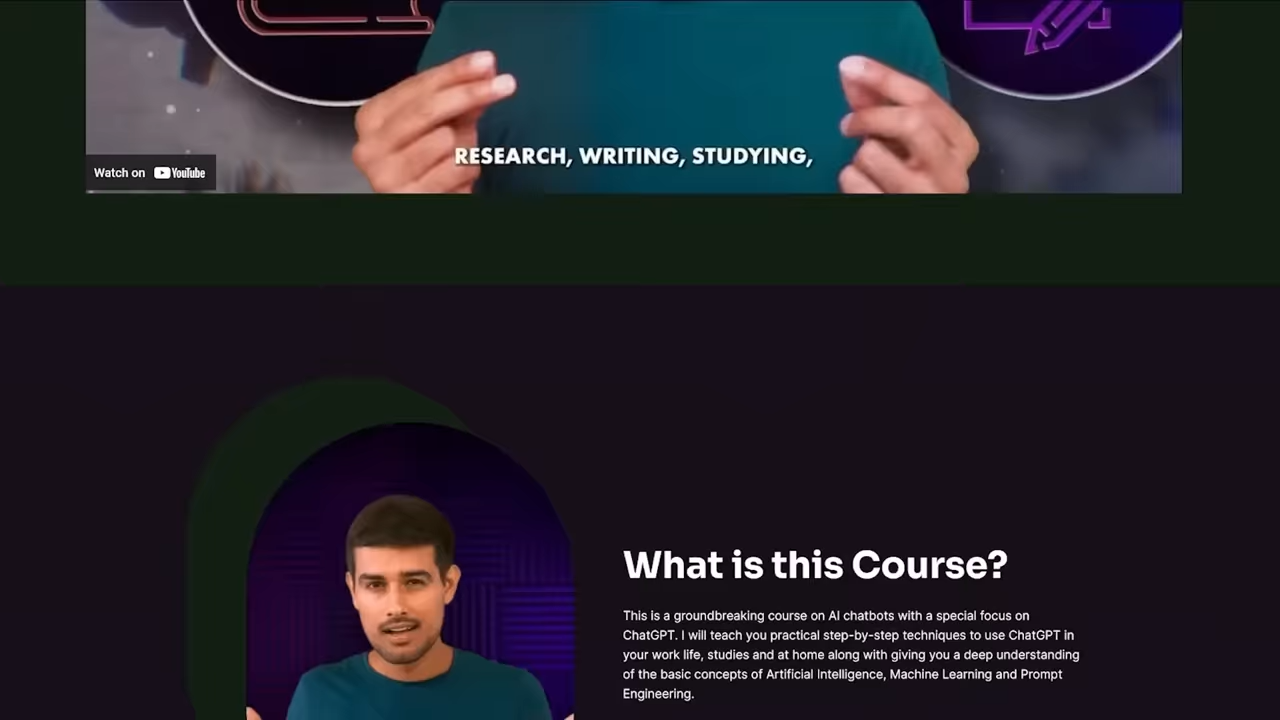 RESEARCH, WRITING, STUDYING,
Watch on YouTube
What is this Course?
This is a groundbreaking course on AI chatbots with a special focus on
ChatGPT. I will teach you practical step-by-step techniques to use ChatGPT in
your work life, studies and at home along with giving you a deep understanding
of the basic concepts of Artificial Intelligence, Machine Learning and Prompt
Engineering.